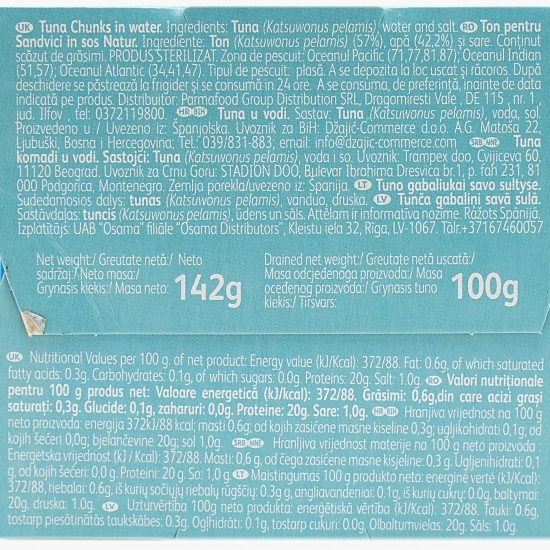 UK Tuna Chunks in water. Ingredients: Tuna (Katsuwonus pelamis), water and salt. RO Ton pentru
Sandvici in sos Natur. Ingrediente: Ton (Katsuwonus pelamis) (57%), apă (42,2%) și sare. Conținut
scăzut de grăsimi. PRODUS STERILIZAT. Zona de pescuit: Oceanul Pacific (71,77,81,87); Oceanul Indian
(51,57); Oceanul Atlantic (34,41,47). Tipul de pescuit: plasă. A se depozita la loc uscat și răcoros. După
deschidere se păstrează la frigider și se consumă în 24 ore. A se consuma, de preferință, înainte de data
indicată pe produs. Distribuitor: Parmafood Group Distribution SRL, Dragomiresti Vale, DE 115, nr. 1,
jud. Ilfov, tel: 0372119800. HR-BIH Tuna u vodi. Sastav: Tuna (Katsuwonus pelamis), voda, sol.
Proizvedeno u / Uvezeno iz: Španjolska. Uvoznik za BiH: Džajić-Commerce d.o.o. A.G. Matoša 22,
Ljubuški, Bosna i Hercegovina, Tel.: 039/831-883; email: info@dzajic-commerce.com SRB-MNE Tuna
komadi u vodi. Sastojci: Tuna (Katsuwonus pelamis), voda i so. Uvoznik: Trampex doo, Cvijićeva 60,
11120 Beograd. Uvoznik za Crnu Goru: STADION DOO, Bulevar Ibrahima Dresvica br.1, p. fah 231, 81
000 Podgorica, Montenegro. Zemlja porekla/uvezeno iz: Španija. LT Tuno gabaliukai savo sultyse.
Sudedamosios dalys: tunas (Katsuwonus pelamis), vanduo, druska. LV Tunča gabalini savā sulā.
Sastāvdaļas: tuncis (Katsuwonus pelamis), ūdens un sāls. Attēlam ir informatīva nozīme. Ražots Spānijā.
Izplatītājs: UAB "Osama" filiāle "Osama Distributors", Kleistu iela 32, Rīga, LV-1067. Tālr.+37167460057
Net weight:/ Greutate netă:/ Neto
sadržaj:/ Neto masa:/
Grynasis kiekis:/ Masa neto: 142g
Drained net weight:/ Greutate netă uscată:/
Masa odcjeđenoga proizvoda:/ Masa
oceđenog proizvoda:/ Grynasis tuno
kiekis:/ Tīrsvars: 100g
UK Nutritional Values per 100 g. of net product: Energy value (kJ/Kcal): 372/88. Fat: 0.6g, of which saturated
fatty acids: 0.3g. Carbohydrates: 0.1g, of which sugars: 0.0g. Proteins: 20g. Salt: 1.0g. RO Valori nutriționale
pentru 100 g produs net: Valoare energetică (kJ/kcal): 372/88. Grăsimi: 0,6g,din care acizi grași
saturați: 0,3g. Glucide: 0,1g, zaharuri: 0,0g. Proteine: 20g. Sare: 1,0g. HR-BIH Hranjiva vrijednost na 100 g
neto proizvoda: energija 372kJ/88 kcal; masti 0,6g; od kojih zasićene masne kiseline 0,3g; ugljikohidrati 0,1g; od
kojih šećeri 0,0g; bjelančevine 20g; sol 1,0g. SRB-MNE Hranljiva vrijednost materije na 100 g neto proizvoda :
Energetska vrijednost (kJ / Kcal): 372/88. Masti: 0,6 g, od čega zasićene masne kisjeline: 0,3 g. Ugljenihidrati: 0,1
g, od kojih šećeri: 0.0 g. Proteini: 20 g. So: 1,0 g. LT Maistingumas 100 g produkto neto: energinė vertė (kJ/Kcal):
372/88, riebalai: 0.6g, iš kurių sočiųjų riebalų rūgščių: 0.3g g, angliavandeniai: 0.1g, iš kurių cukrų: 0.0g, baltymai:
20g, druska: 1.0g. LV Uzturvērtība 100g neto produkta: enerģētiskā vērtība (kJ/Kcal): 372/88. Tauki: 0.6g,
tostarp piesātinātās taukskābes: 0.3g. Ogļhidrāti: 0.1g, tostarp cukuri: 0.0g. Olbaltumvielas: 20g. Sāls: 1.0g.